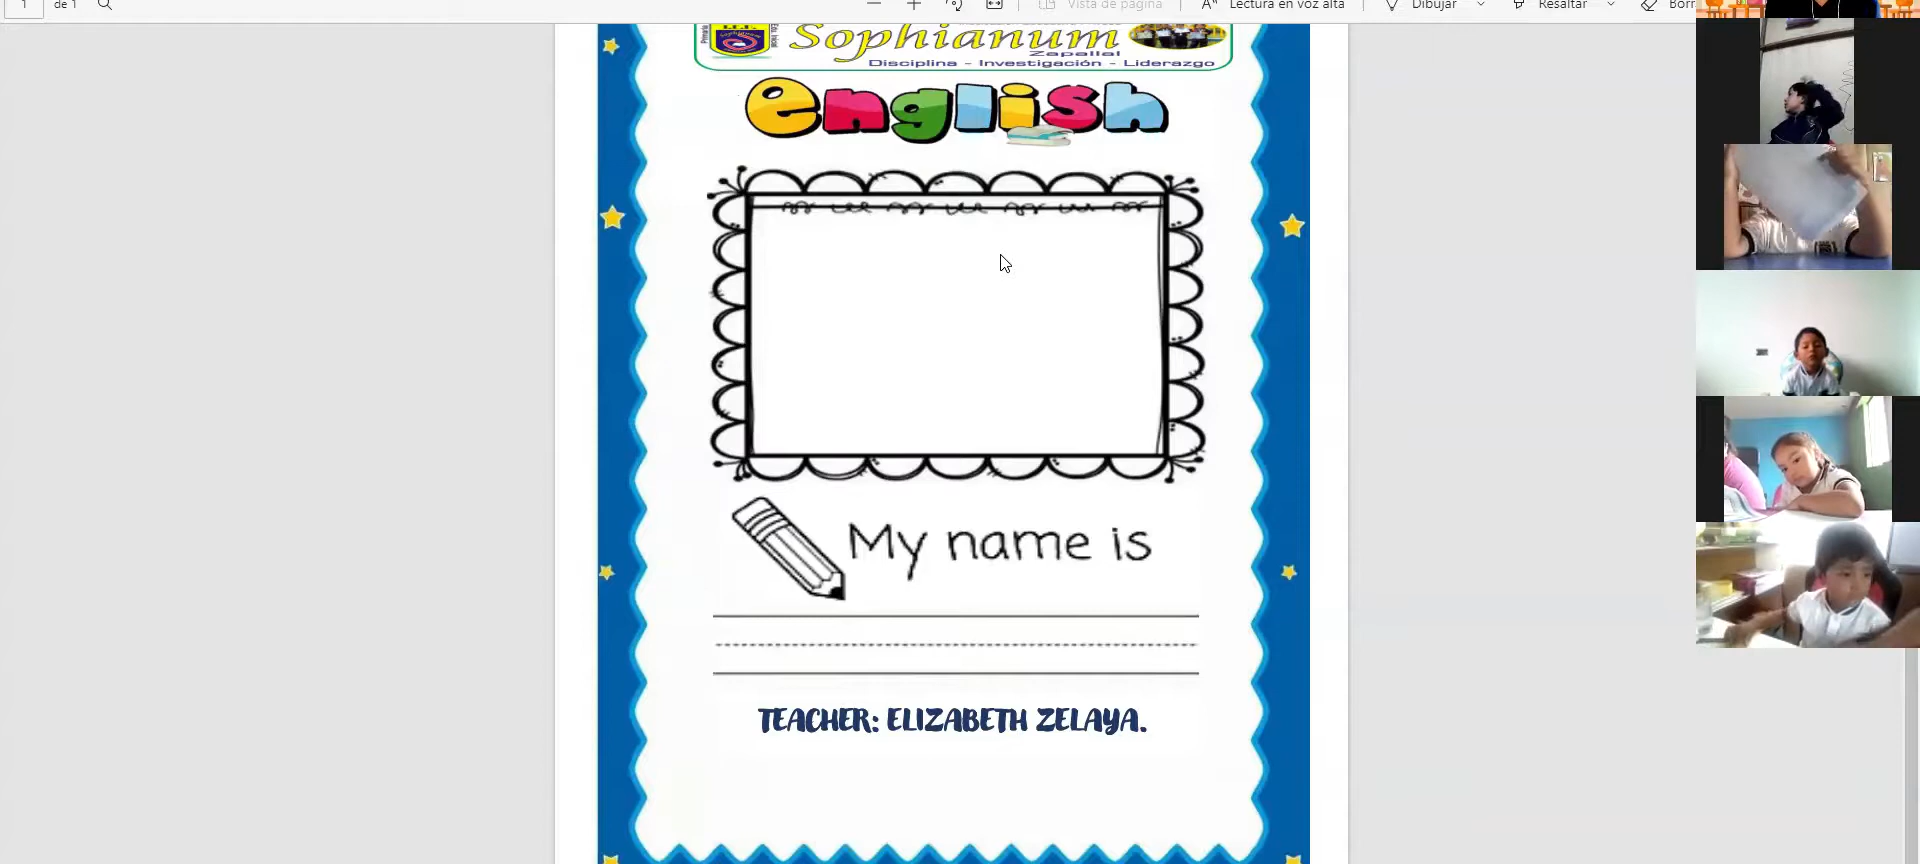 1 de 1 Vista de página Lectura en voz alta Dibujar Resaltar
Sophianum
Zapallal
Disciplina - Investigación - Liderazgo
english
My name is
TEACHER: ELIZABETH ZELAYA.